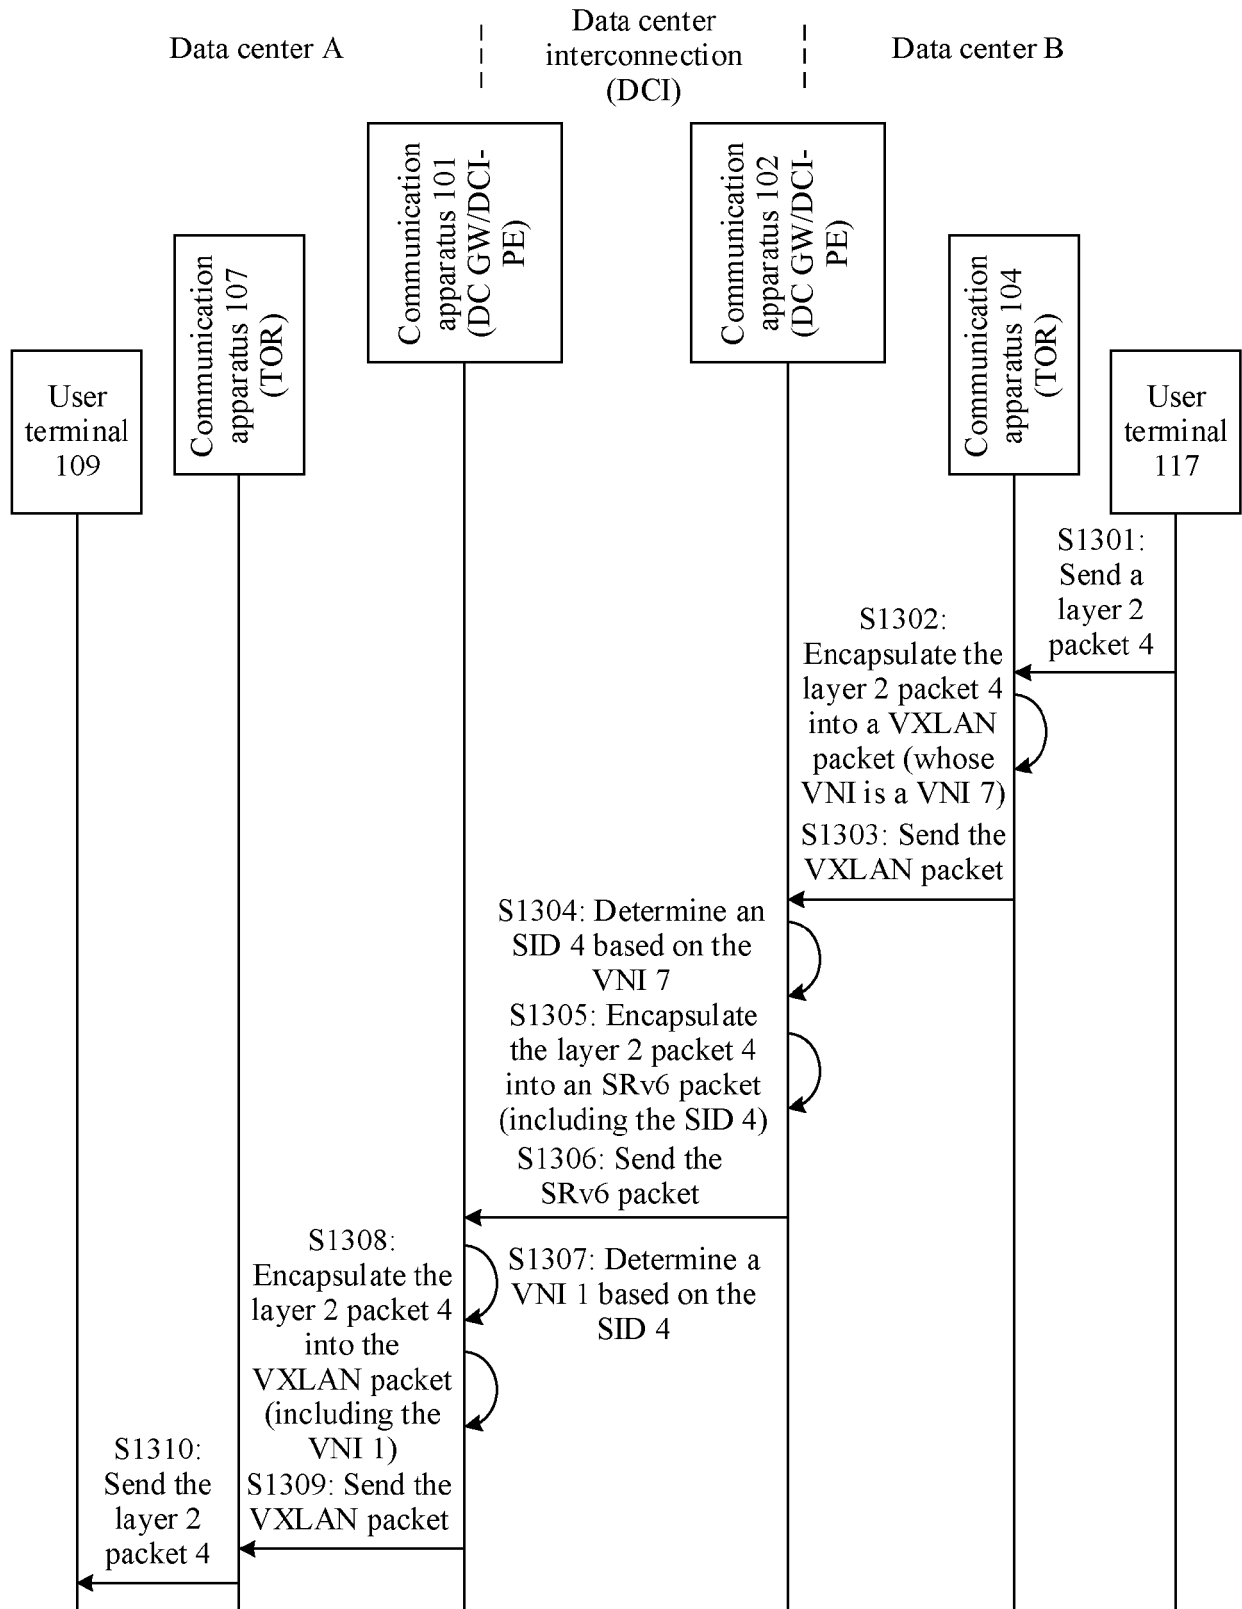 Data center A
Data center
interconnection
(DCI)
Data center B
User
terminal
109
Communication
apparatus 107
(TOR)
Communication
apparatus 101
(DC GW/DCI-
PE)
Communication
apparatus 102
(DC GW/DCI-
PE)
Communication
apparatus 104
(TOR)
User
terminal
117
S1301:
Send a
layer 2
packet 4
S1302:
Encapsulate the
layer 2 packet 4
into a VXLAN
packet (whose
VNI is a VNI 7)
S1303: Send the
VXLAN packet
S1304: Determine an
SID 4 based on the
VNI 7
S1305: Encapsulate
the layer 2 packet 4
into an SRv6 packet
(including the SID 4)
S1306: Send the
SRv6 packet
S1307: Determine a
VNI 1 based on the
SID 4
S1308:
Encapsulate the
layer 2 packet 4
into the
VXLAN packet
(including the
VNI 1)
S1309: Send the
VXLAN packet
S1310:
Send the
layer 2
packet 4